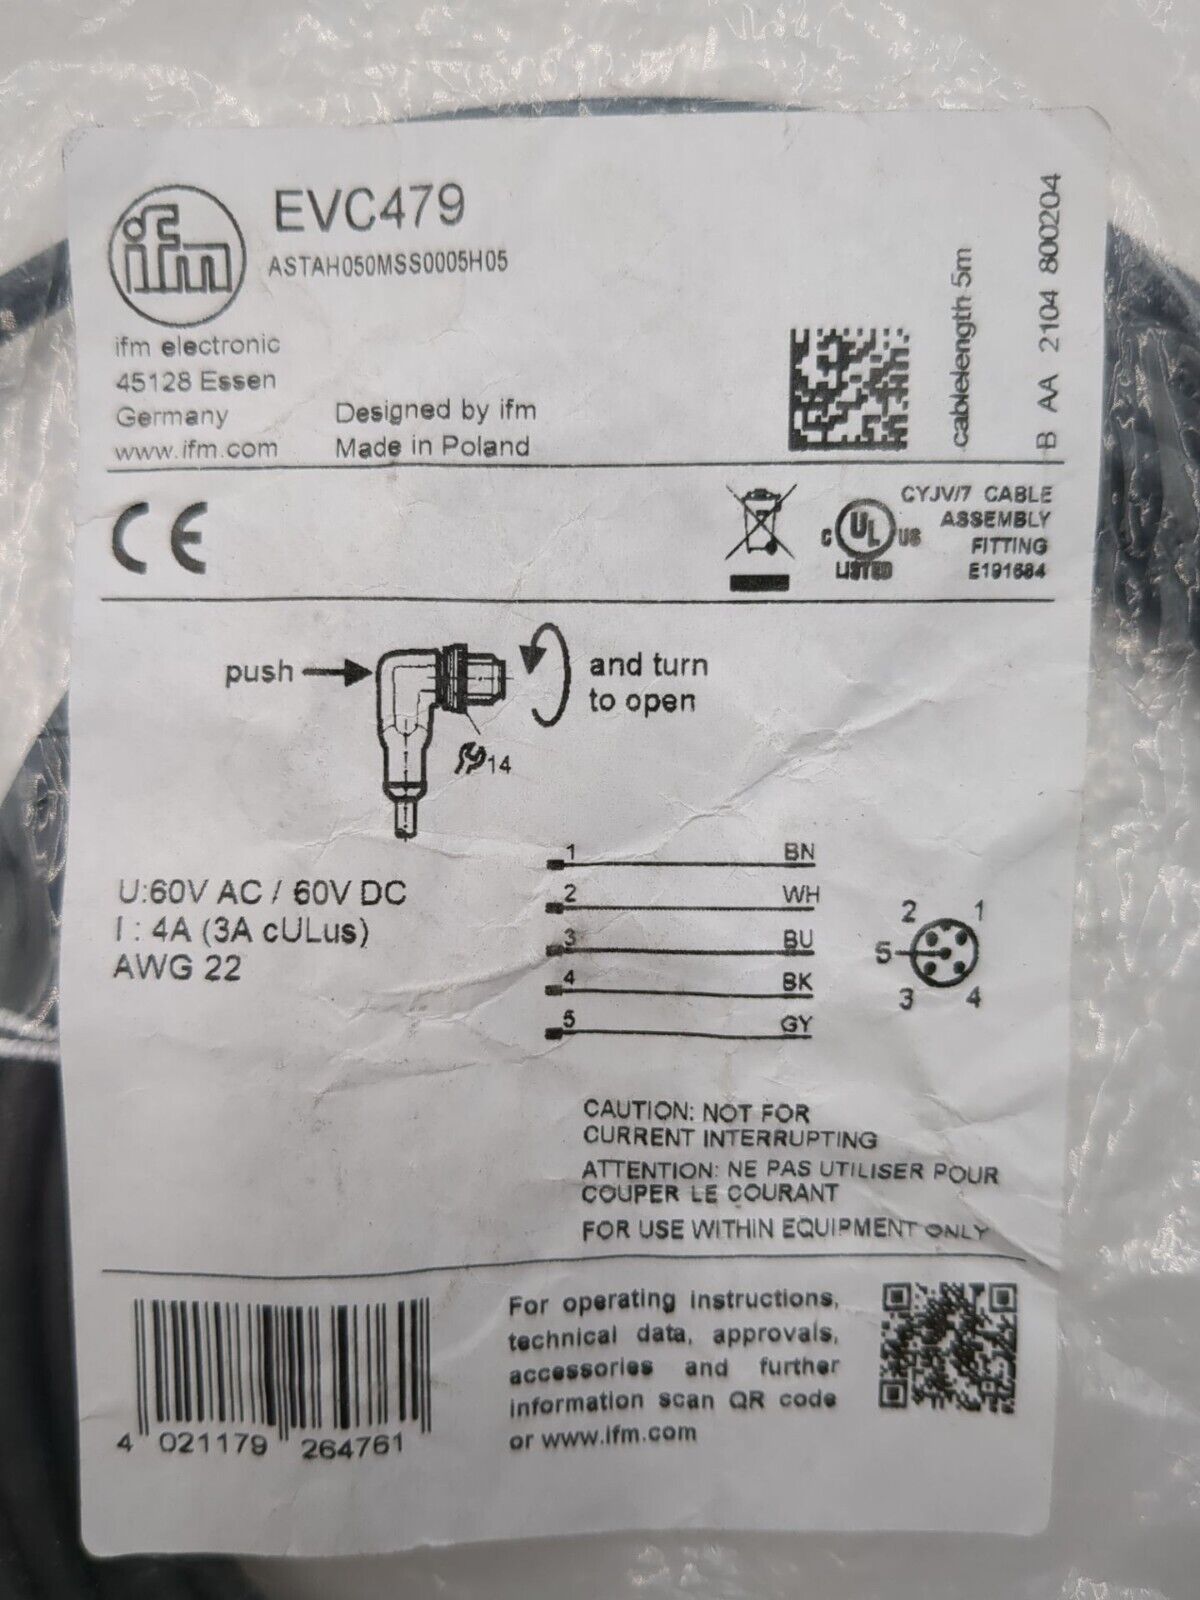 ifm
EVC479
ASTAH050MSS0005H05
ifm electronic
45128 Essen
Germany
www.ifm.com
Designed by ifm
Made in Poland
cablelength 5m
B AA 2104 800204
CE
C UL US
LISTED
CYJV/7 CABLE
ASSEMBLY
FITTING
E191684
push
and turn
to open
14
U:60V AC / 60V DC
I : 4A (3A cULus)
AWG 22
1 BN
2 WH
3 BU
4 BK
5 GY
2 1
5
3 4
CAUTION: NOT FOR
CURRENT INTERRUPTING
ATTENTION: NE PAS UTILISER POUR
COUPER LE COURANT
FOR USE WITHIN EQUIPMENT ONLY
4 021179 264761
For operating instructions,
technical data, approvals,
accessories and further
information scan QR code
or www.ifm.com